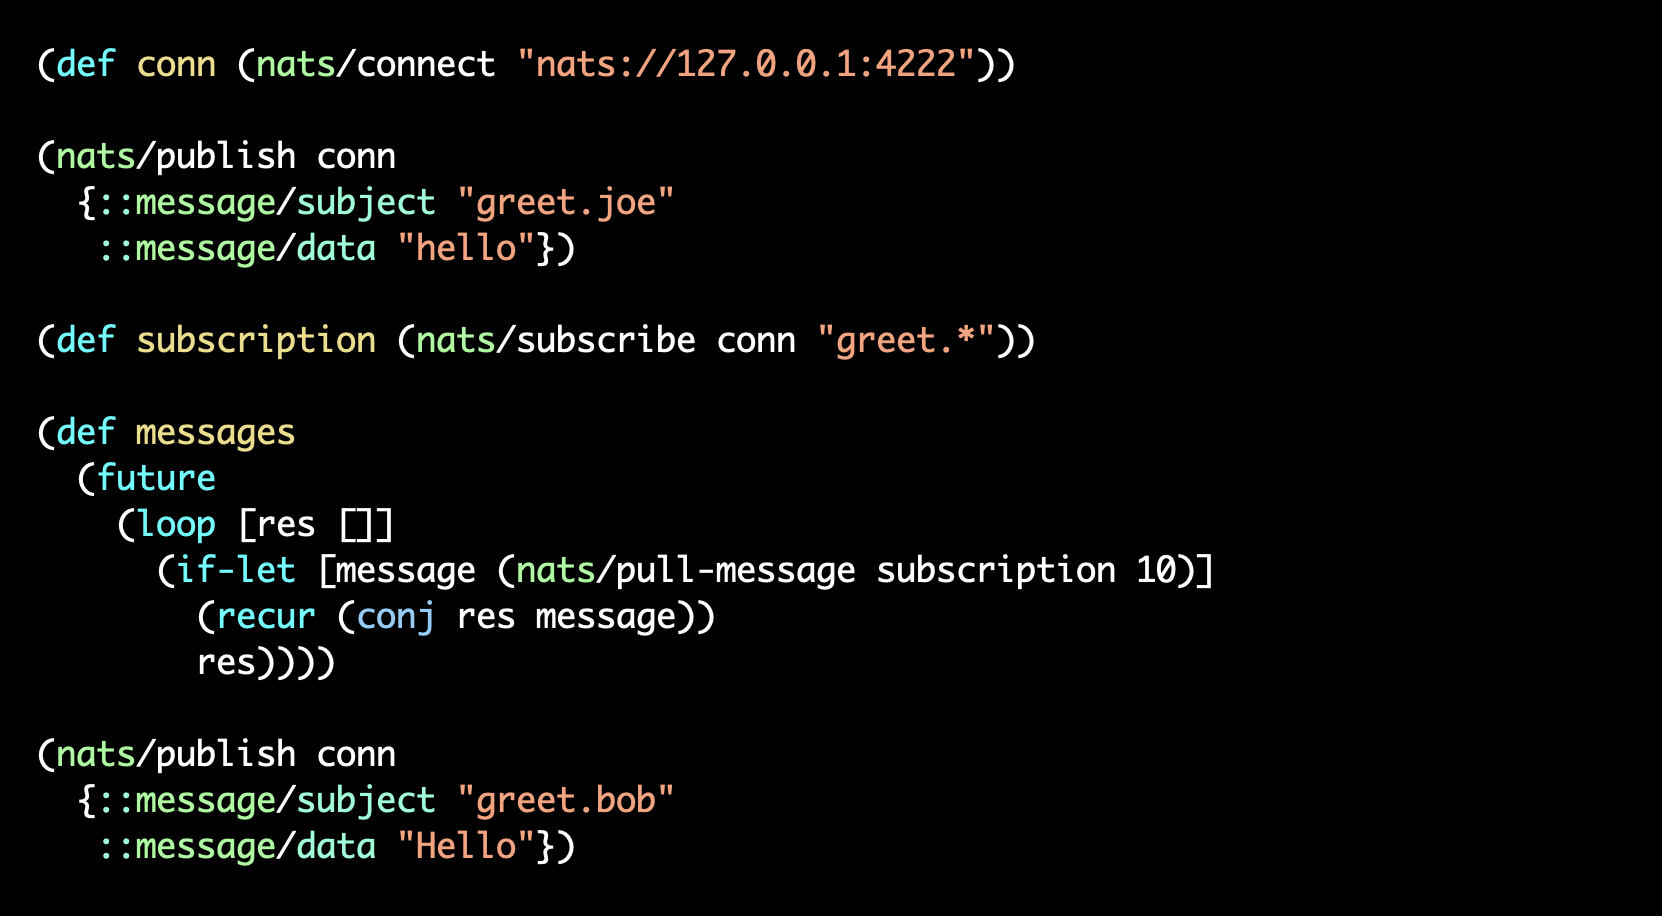 (def conn (nats/connect "nats://127.0.0.1:4222"))
(nats/publish conn
  {::message/subject "greet.joe"
   ::message/data "hello"})
(def subscription (nats/subscribe conn "greet.*"))
(def messages
  (future
    (loop [res []]
      (if-let [message (nats/pull-message subscription 10)]
        (recur (conj res message))
        res))))
(nats/publish conn
  {::message/subject "greet.bob"
   ::message/data "Hello"})